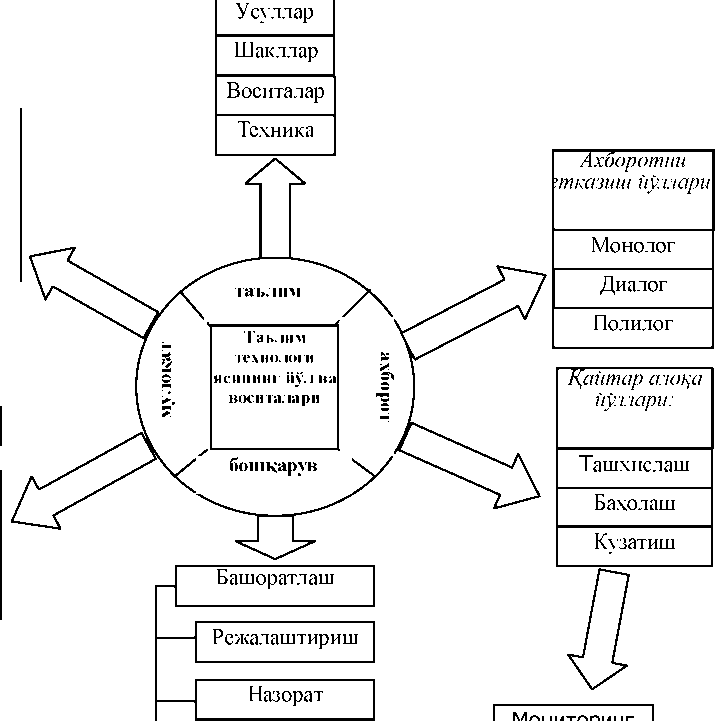 Усуллар
Шакллар
Воситалар
Техника
Ахборотни
етказиш йўллари
Монолог
Диалог
Полилог
таълим
Таълим
технологи
ясининг йўл ва
воситалари
мулоқат
ахборот
бошқарув
Қайтар алоқа
йўллари:
Ташхислаш
Баҳолаш
Кузатиш
Башоратлаш
Режалаштириш
Назорат
Мониторинг